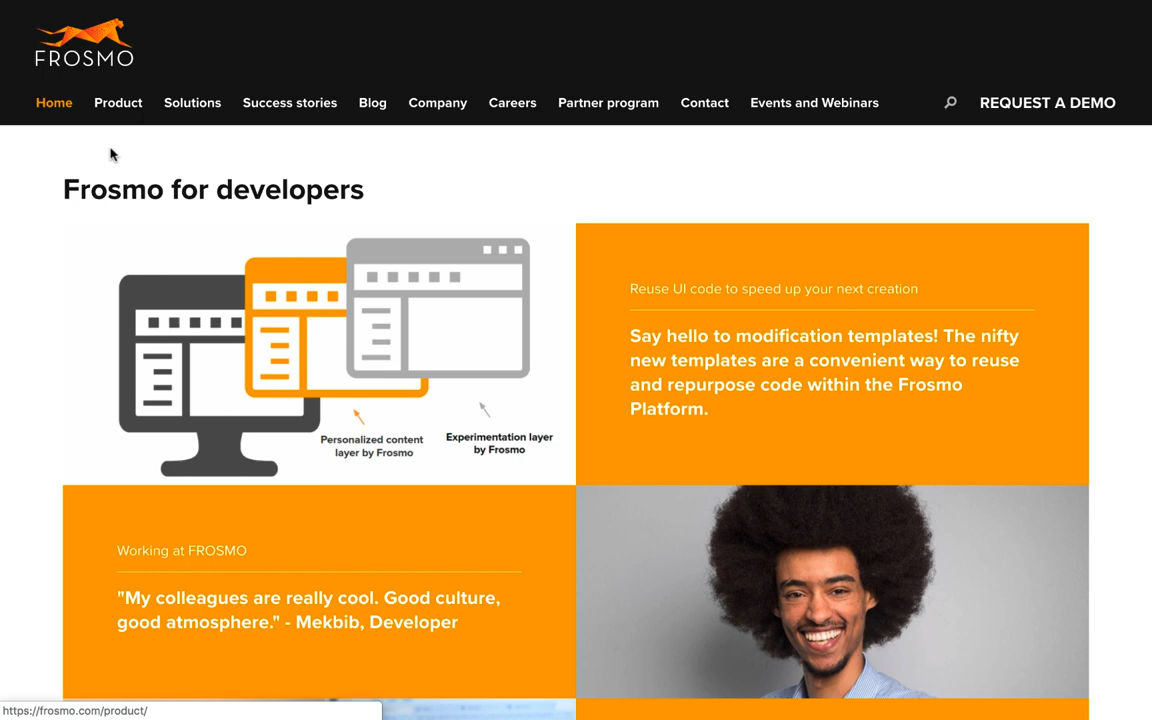 FROSMO
Home Product Solutions Success stories Blog Company Careers Partner program Contact Events and Webinars REQUEST A DEMO
Frosmo for developers
Personalized content
layer by Frosmo
Experimentation layer
by Frosmo
Reuse UI code to speed up your next creation
Say hello to modification templates! The nifty
new templates are a convenient way to reuse
and repurpose code within the Frosmo
Platform.
Working at FROSMO
"My colleagues are really cool. Good culture,
good atmosphere." - Mekbib, Developer
https://frosmo.com/product/